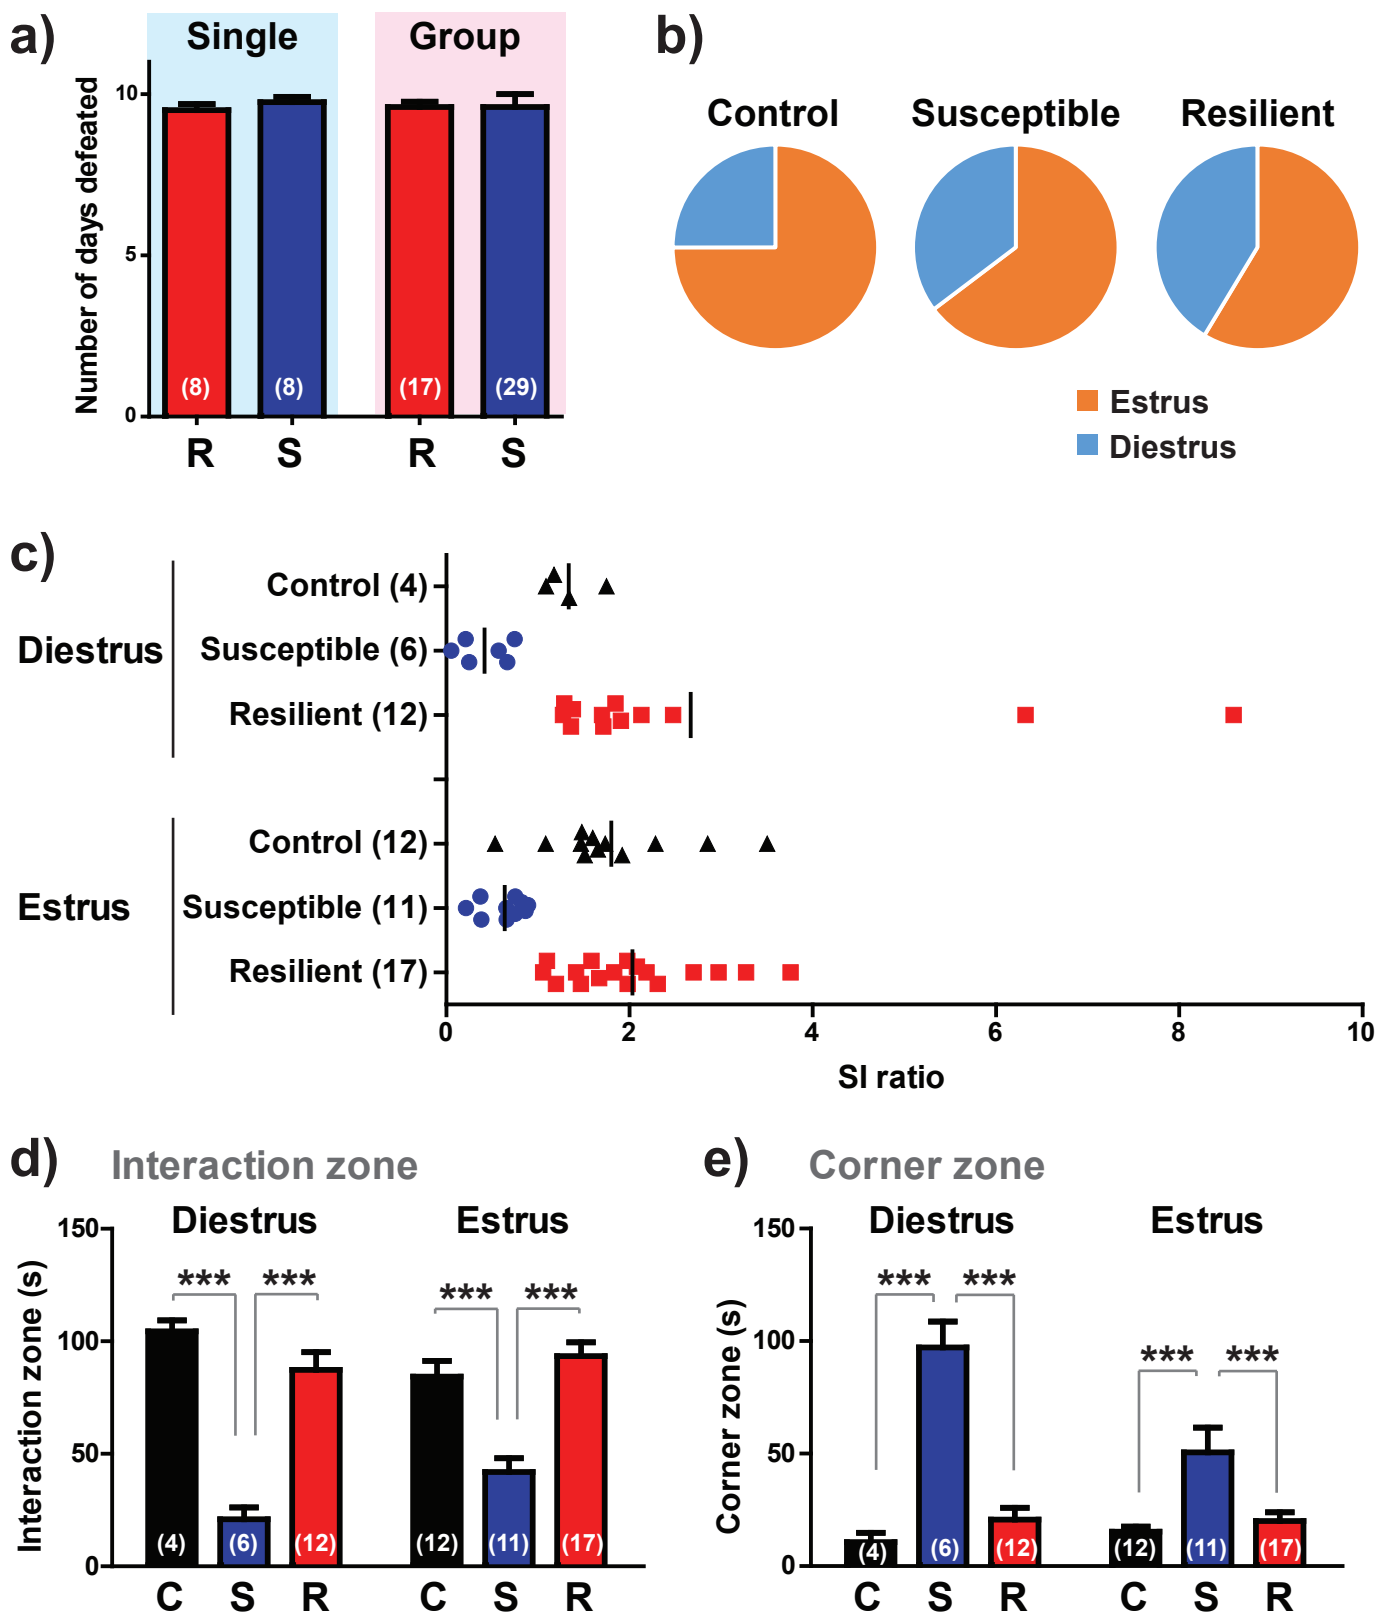 a)
Single
Group
Number of days defeated
10
5
0
(8)
(8)
(17)
(29)
R
S
R
S
b)
Control
Susceptible
Resilient
Estrus
Diestrus
c)
Diestrus
Control (4)
Susceptible (6)
Resilient (12)
Estrus
Control (12)
Susceptible (11)
Resilient (17)
0
2
4
6
8
10
SI ratio
d)
Interaction zone
Diestrus
Estrus
Interaction zone (s)
150
100
50
0
***
***
***
***
(4)
(6)
(12)
(12)
(11)
(17)
C
S
R
C
S
R
e)
Corner zone
Diestrus
Estrus
Corner zone (s)
150
100
50
0
***
***
***
***
(4)
(6)
(12)
(12)
(11)
(17)
C
S
R
C
S
R